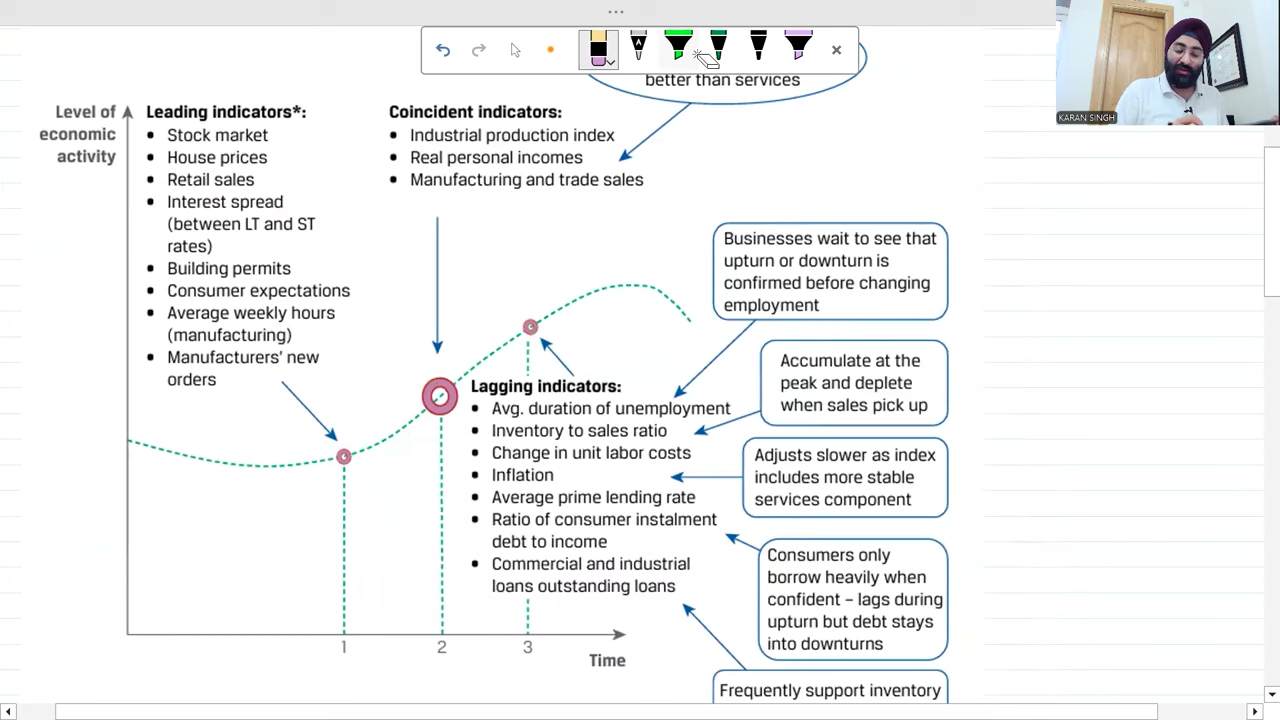 better than services
KARAN SINGH
Level of
economic
activity
Leading indicators*:
• Stock market
• House prices
• Retail sales
• Interest spread
(between LT and ST
rates)
• Building permits
• Consumer expectations
• Average weekly hours
(manufacturing)
• Manufacturers' new
orders
Coincident indicators:
• Industrial production index
• Real personal incomes
• Manufacturing and trade sales
Businesses wait to see that
upturn or downturn is
confirmed before changing
employment
Accumulate at the
peak and deplete
when sales pick up
Lagging indicators:
• Avg. duration of unemployment
• Inventory to sales ratio
• Change in unit labor costs
• Inflation
• Average prime lending rate
• Ratio of consumer instalment
debt to income
• Commercial and industrial
loans outstanding loans
Adjusts slower as index
includes more stable
services component
Consumers only
borrow heavily when
confident – lags during
upturn but debt stays
into downturns
Frequently support inventory
1
2
3
Time